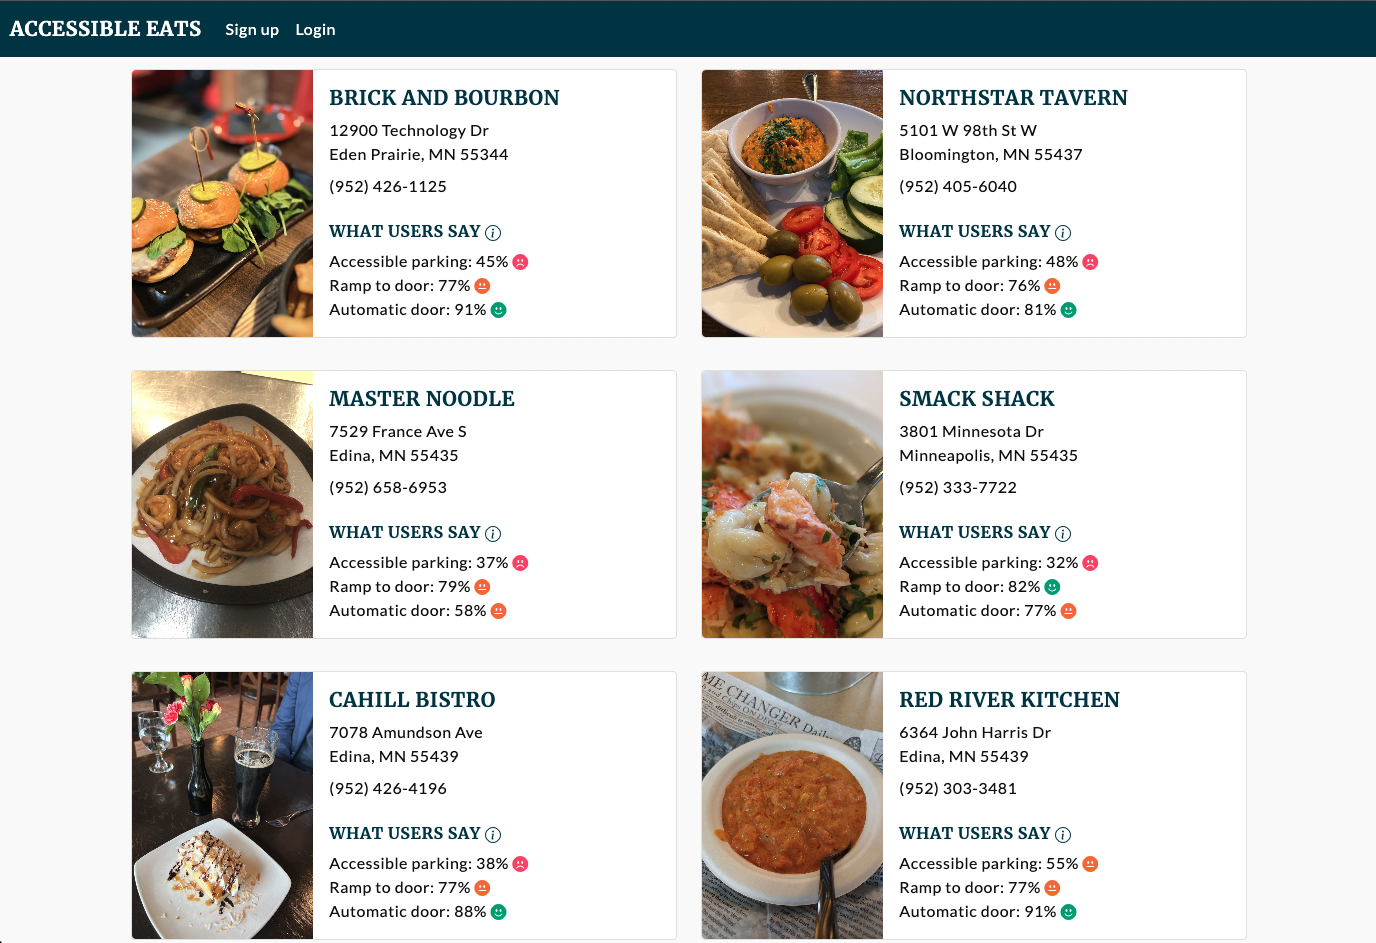 ACCESSIBLE EATS Sign up Login
BRICK AND BOURBON
12900 Technology Dr
Eden Prairie, MN 55344
(952) 426-1125
WHAT USERS SAY
Accessible parking: 45%
Ramp to door: 77%
Automatic door: 91%
NORTHSTAR TAVERN
5101 W 98th St W
Bloomington, MN 55437
(952) 405-6040
WHAT USERS SAY
Accessible parking: 48%
Ramp to door: 76%
Automatic door: 81%
MASTER NOODLE
7529 France Ave S
Edina, MN 55435
(952) 658-6953
WHAT USERS SAY
Accessible parking: 37%
Ramp to door: 79%
Automatic door: 58%
SMACK SHACK
3801 Minnesota Dr
Minneapolis, MN 55435
(952) 333-7722
WHAT USERS SAY
Accessible parking: 32%
Ramp to door: 82%
Automatic door: 77%
CAHILL BISTRO
7078 Amundson Ave
Edina, MN 55439
(952) 426-4196
WHAT USERS SAY
Accessible parking: 38%
Ramp to door: 77%
Automatic door: 88%
ME CHANGER Daily
RED RIVER KITCHEN
6364 John Harris Dr
Edina, MN 55439
(952) 303-3481
WHAT USERS SAY
Accessible parking: 55%
Ramp to door: 77%
Automatic door: 91%